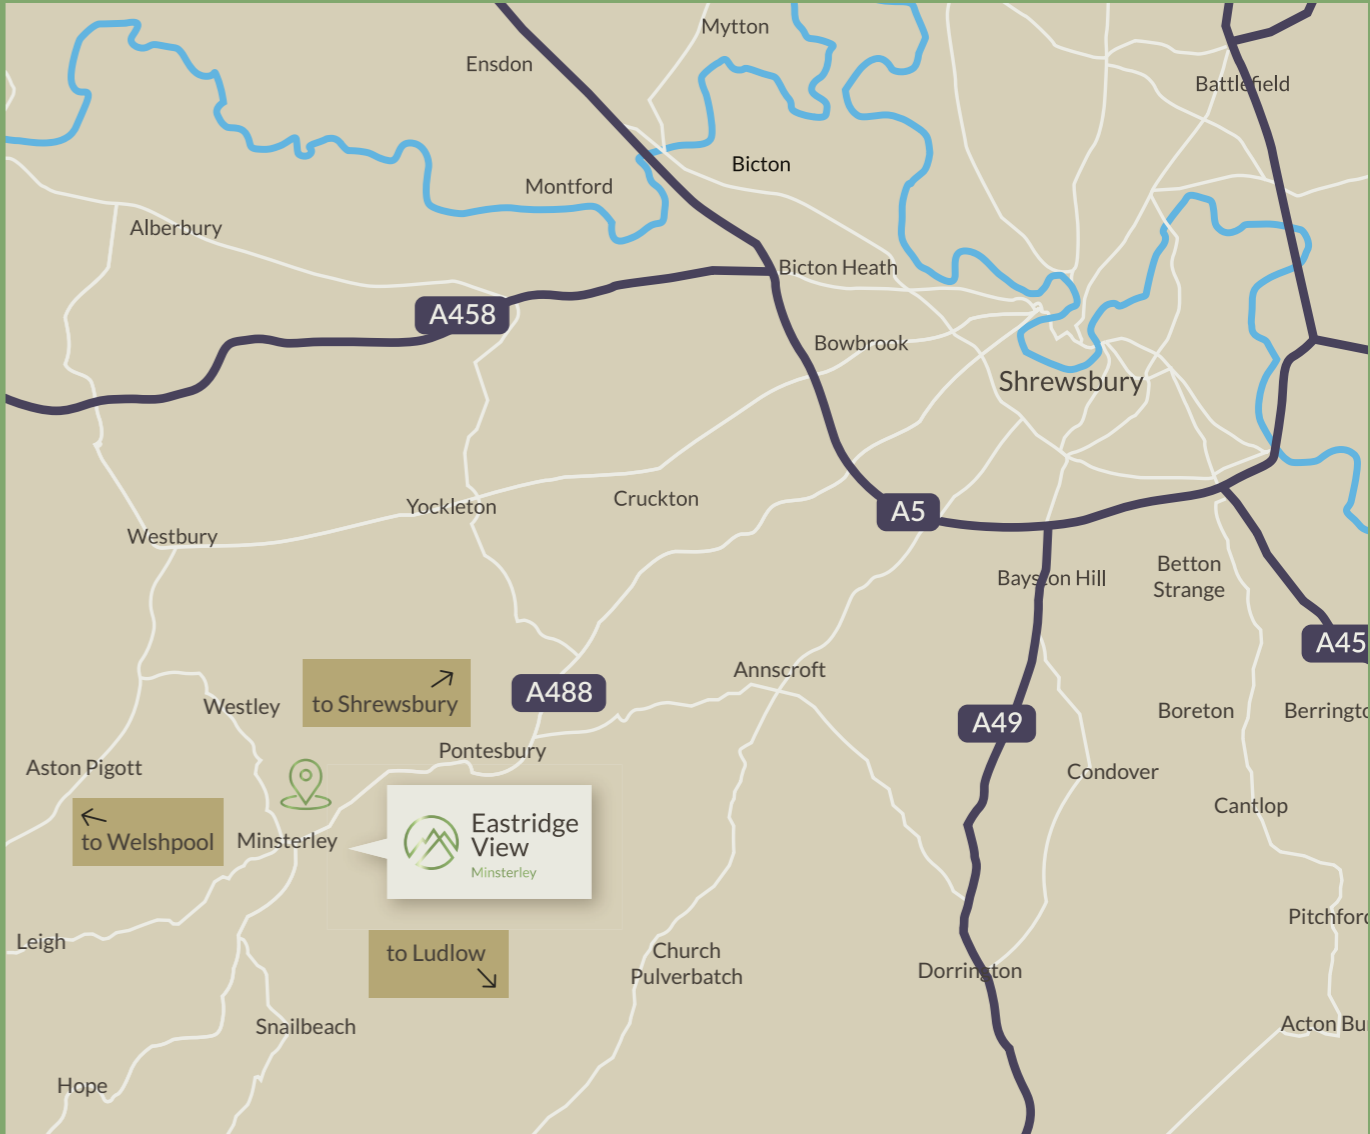 Mytton
Ensdon
Battlefield
Bicton
Montford
Alberbury
Bicton Heath
A458
Bowbrook
Shrewsbury
Yockleton
Cruckton
A5
Westbury
Betton
Strange
Bayston Hill
A45
Annscroft
to Shrewsbury
A488
Westley
Boreton
Berringto
A49
Pontesbury
Aston Pigott
Condover
Cantlop
to Welshpool
Minsterley
Eastridge
View
Minsterley
Pitchford
Leigh
to Ludlow
Church
Pulverbatch
Dorrington
Snailbeach
Acton Bu
Hope